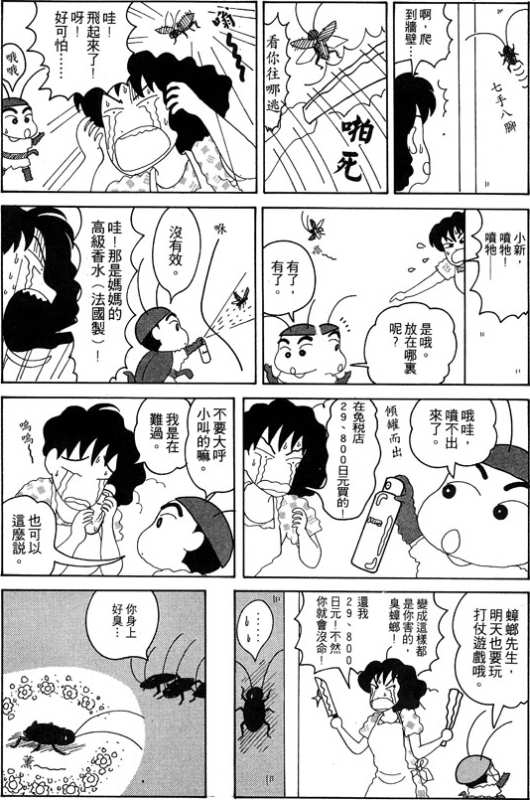 啊，爬
到牆壁…
七手八腳
看你往哪逃
啪
死
嗡
哇！
飛起來了！
呀！
好可怕……
哦哦
小新，
噴牠！
噴牠──
有了，
有了。
是哦。
放在哪裏
呢？
咻
沒有效。
哇！那是媽媽的
高級香水（法國製）！
哦哇，
噴不出
來了。
傾罐而出
在免稅店
29、800日元買的！
不要大呼
小叫的嘛。
我是在
難過。
嗚嗚
也可以
這麼說。
蟑螂先生，
明天也要玩
打仗遊戲哦。
變成這樣都
是你害的，
臭蟑螂！
還我
29、800
日元！不然
你就會沒命！
……
你身上
好臭……
薰